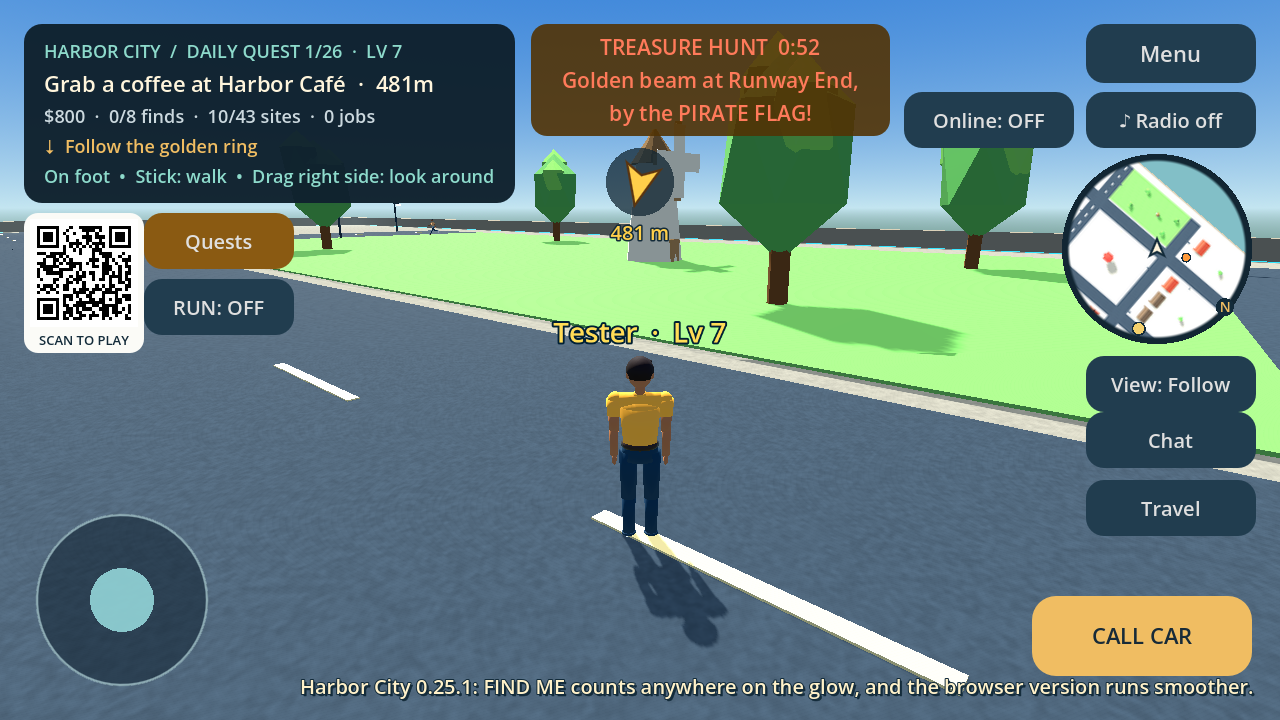 HARBOR CITY / DAILY QUEST 1/26 · LV 7
Grab a coffee at Harbor Café · 481m
$800 · 0/8 finds · 10/43 sites · 0 jobs
↓ Follow the golden ring
On foot • Stick: walk • Drag right side: look around
TREASURE HUNT 0:52
Golden beam at Runway End,
by the PIRATE FLAG!
Menu
Online: OFF
♪ Radio off
Quests
RUN: OFF
SCAN TO PLAY
481 m
N
Tester · Lv 7
View: Follow
Chat
Travel
CALL CAR
Harbor City 0.25.1: FIND ME counts anywhere on the glow, and the browser version runs smoother.